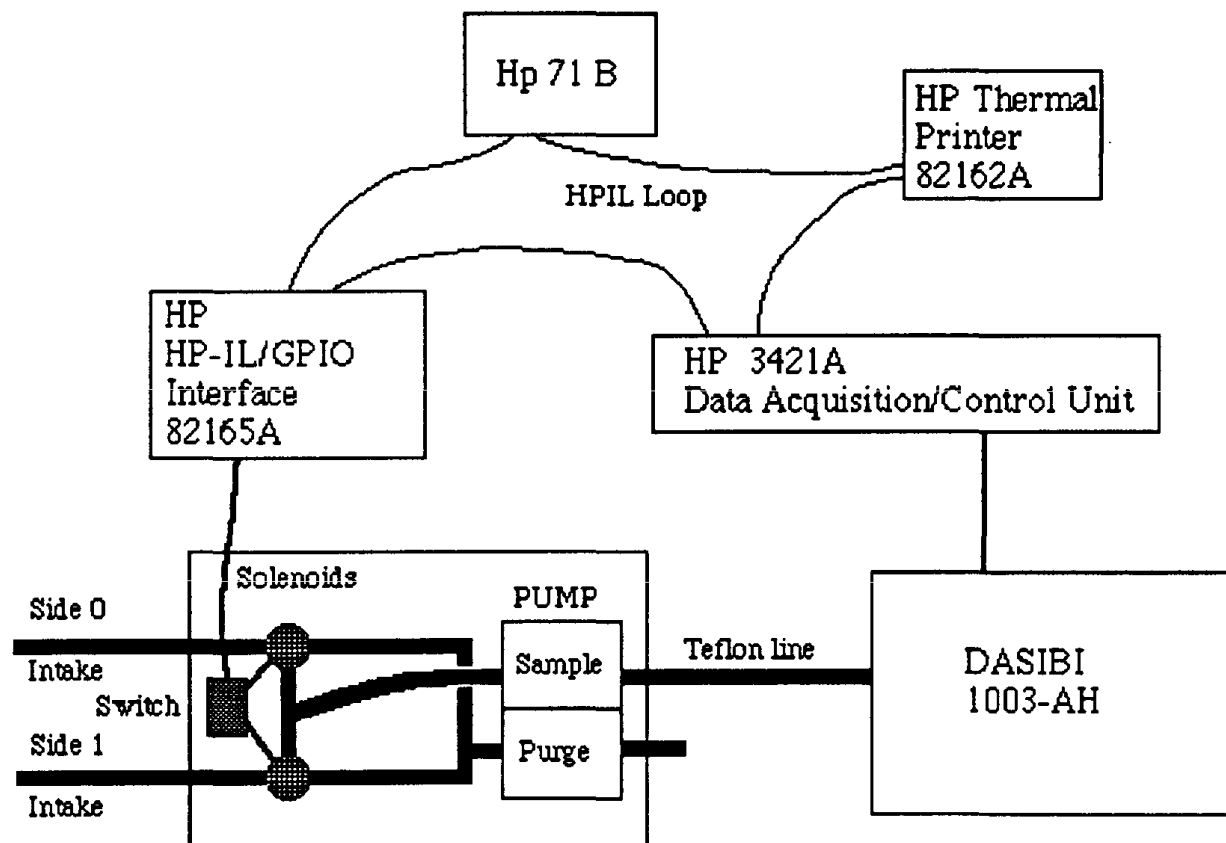 Hp 71 B
HP Thermal
Printer
82162A
HPIL Loop
HP
HP-IL/GPIO
Interface
82165A
HP 3421A
Data Acquisition/Control Unit
Solenoids
PUMP
Side 0
Intake
Sample
Teflon line
DASIBI
1003-AH
Switch
Side 1
Purge
Intake